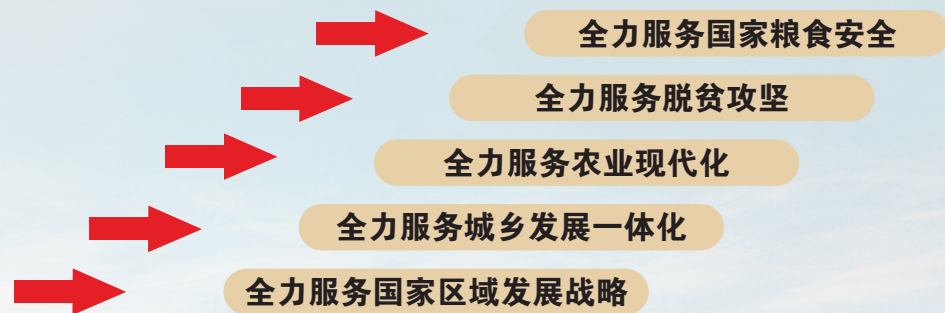 全力服务国家粮食安全
全力服务脱贫攻坚
全力服务农业现代化
全力服务城乡发展一体化
全力服务国家区域发展战略